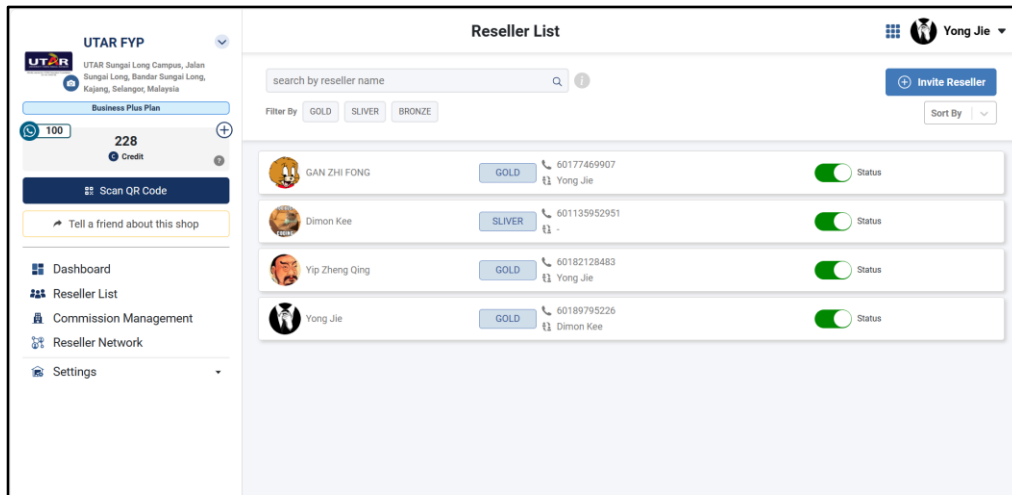 UTAR FYP
UTAR
UTAR Sungai Long Campus, Jalan
Sungai Long, Bandar Sungai Long,
Kajang, Selangor, Malaysia
Business Plus Plan
100
228
C Credit
?
Scan QR Code
Tell a friend about this shop
Dashboard
Reseller List
Commission Management
Reseller Network
Settings
Reseller List
Yong Jie
search by reseller name
i
Invite Reseller
Filter By GOLD SLIVER BRONZE
Sort By
GAN ZHI FONG GOLD 60177469907 Status
Yong Jie
Dimon Kee SLIVER 601135952951 Status
-
Yip Zheng Qing GOLD 60182128483 Status
Yong Jie
Yong Jie GOLD 60189795226 Status
Dimon Kee